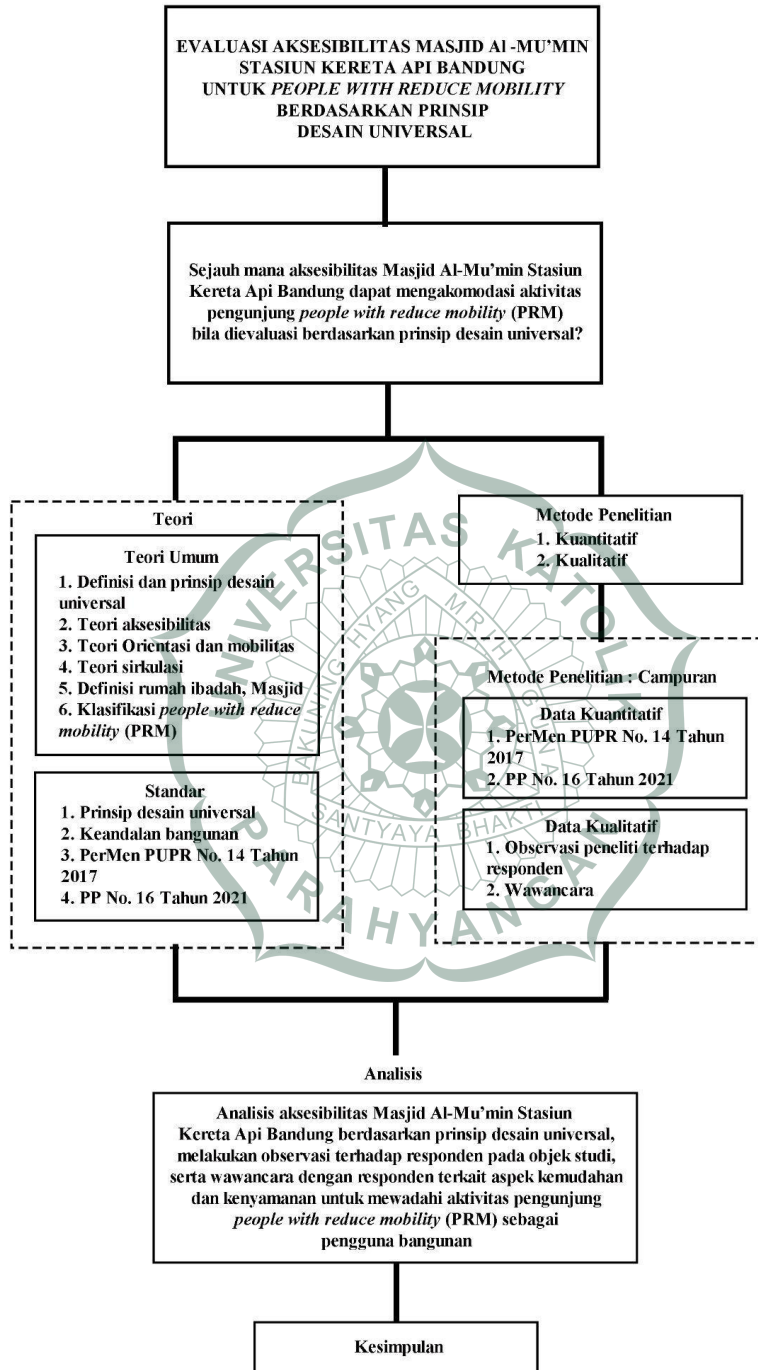 EVALUASI AKSESIBILITAS MASJID Al -MU’MIN
STASIUN KERETA API BANDUNG
UNTUK PEOPLE WITH REDUCE MOBILITY
BERDASARKAN PRINSIP
DESAIN UNIVERSAL
Sejauh mana aksesibilitas Masjid Al-Mu’min Stasiun
Kereta Api Bandung dapat mengakomodasi aktivitas
pengunjung people with reduce mobility (PRM)
bila dievaluasi berdasarkan prinsip desain universal?
Teori
Teori Umum
1. Definisi dan prinsip desain
universal
2. Teori aksesibilitas
3. Teori Orientasi dan mobilitas
4. Teori sirkulasi
5. Definisi rumah ibadah, Masjid
6. Klasifikasi people with reduce
mobility (PRM)
Standar
1. Prinsip desain universal
2. Keandalan bangunan
3. PerMen PUPR No. 14 Tahun
2017
4. PP No. 16 Tahun 2021
Metode Penelitian
1. Kuantitatif
2. Kualitatif
Metode Penelitian : Campuran
Data Kuantitatif
1. PerMen PUPR No. 14 Tahun
2017
2. PP No. 16 Tahun 2021
Data Kualitatif
1. Observasi peneliti terhadap
responden
2. Wawancara
UNIVERSITAS KATOLIK
PARAHYANGAN
BAKUNING HYANG MRIH GUNA
SANTYAYA BHAKTI
Analisis
Analisis aksesibilitas Masjid Al-Mu’min Stasiun
Kereta Api Bandung berdasarkan prinsip desain universal,
melakukan observasi terhadap responden pada objek studi,
serta wawancara dengan responden terkait aspek kemudahan
dan kenyamanan untuk mewadahi aktivitas pengunjung
people with reduce mobility (PRM) sebagai
pengguna bangunan
Kesimpulan